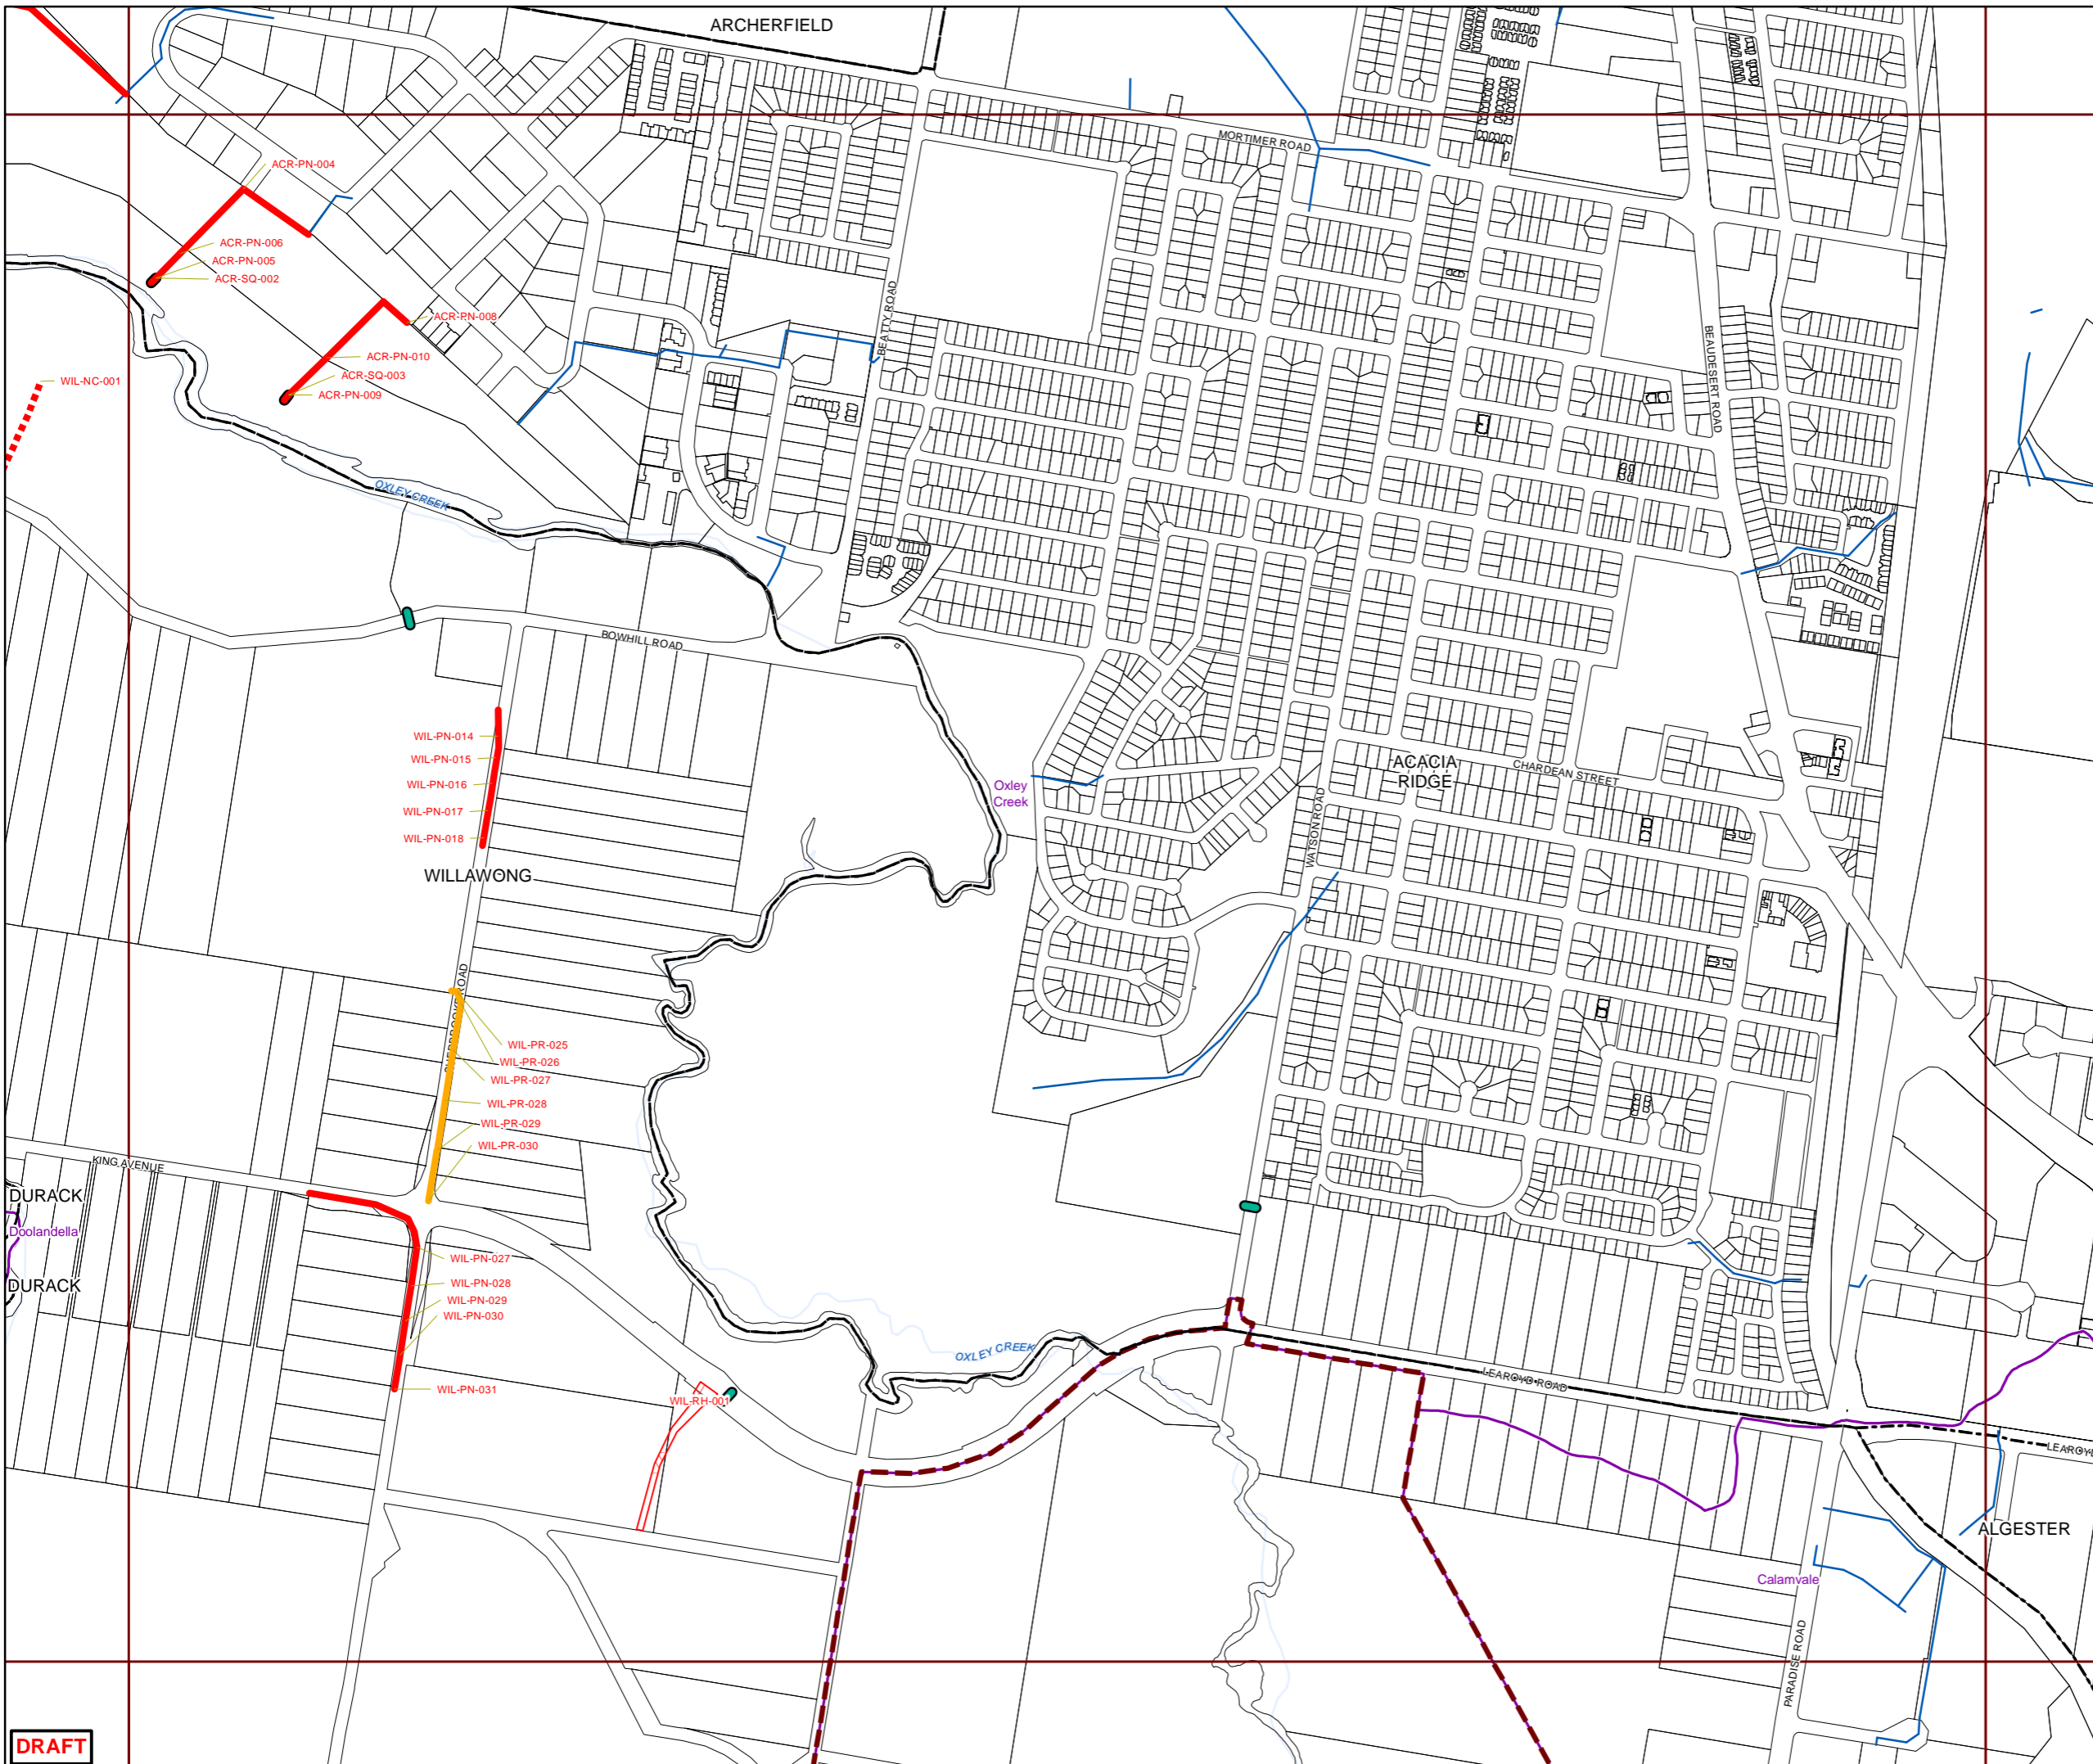 ARCHERFIELD
MORTIMER ROAD
ACR-PN-004
ACR-PN-006
ACR-PN-005
ACR-SQ-002
ACR-PN-008
BEATTY ROAD
BEAUDESERT ROAD
ACR-PN-010
ACR-SQ-003
WIL-NC-001
ACR-PN-009
OXLEY CREEK
BOWHILL ROAD
WIL-PN-014
WIL-PN-015
WIL-PN-016
WIL-PN-017
WIL-PN-018
Oxley
Creek
ACACIA
RIDGE
CHARDEAN STREET
WATSON ROAD
WILLAWONG
ROAD
WIL-PR-025
WIL-PR-026
WIL-PR-027
WIL-PR-028
WIL-PR-029
WIL-PR-030
KING AVENUE
DURACK
Doolandella
DURACK
WIL-PN-027
WIL-PN-028
WIL-PN-029
WIL-PN-030
WIL-PN-031
WIL-RH-001
OXLEY CREEK
LEAROYD ROAD
LEAROY
ALGESTER
Calamvale
PARADISE ROAD
DRAFT